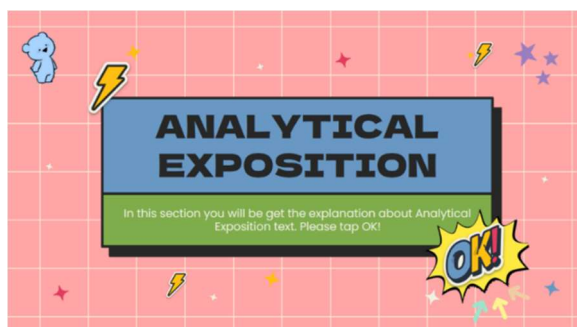 ANALYTICAL
EXPOSITION
In this section you will be get the explanation about Analytical
Exposition text. Please tap OK!
OK!